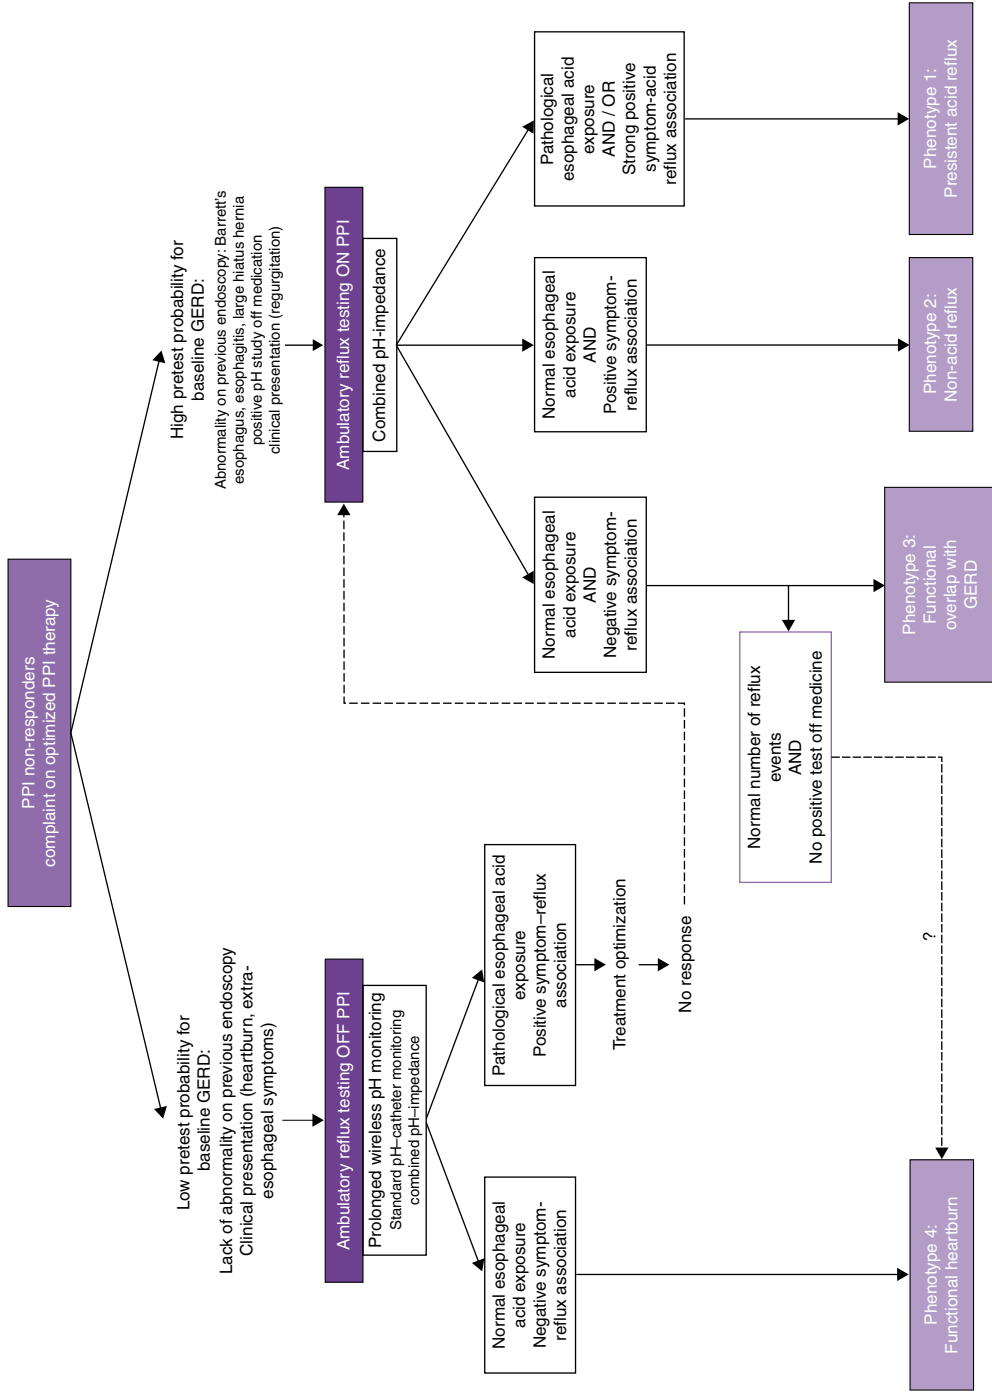 PPI non-responders
complaint on optimized PPI therapy
Low pretest probability for
baseline GERD:
Lack of abnormality on previous endoscopy
Clinical presentation (heartburn, extra-
esophageal symptoms)
High pretest probability for
baseline GERD:
Abnormality on previous endoscopy: Barrett's
esophagus, esophagitis, large hiatus hernia
positive pH study off medication
clinical presentation (regurgitation)
Ambulatory reflux testing OFF PPI
Prolonged wireless pH monitoring
Standard pH–catheter monitoring
combined pH–impedance
Ambulatory reflux testing ON PPI
Combined pH-impedance
Normal esophageal
acid exposure
Negative symptom-
reflux association
Pathological esophageal acid
exposure
Positive symptom–reflux
association
Treatment optimization
No response
Normal esophageal
acid exposure
AND
Negative symptom-
reflux association
Normal esophageal
acid exposure
AND
Positive symptom-
reflux association
Pathological
esophageal acid
exposure
AND / OR
Strong positive
symptom-acid
reflux association
Normal number of reflux
events
AND
No positive test off medicine
?
Phenotype 4:
Functional heartburn
Phenotype 3:
Functional
overlap with
GERD
Phenotype 2:
Non-acid reflux
Phenotype 1:
Presistent acid reflux